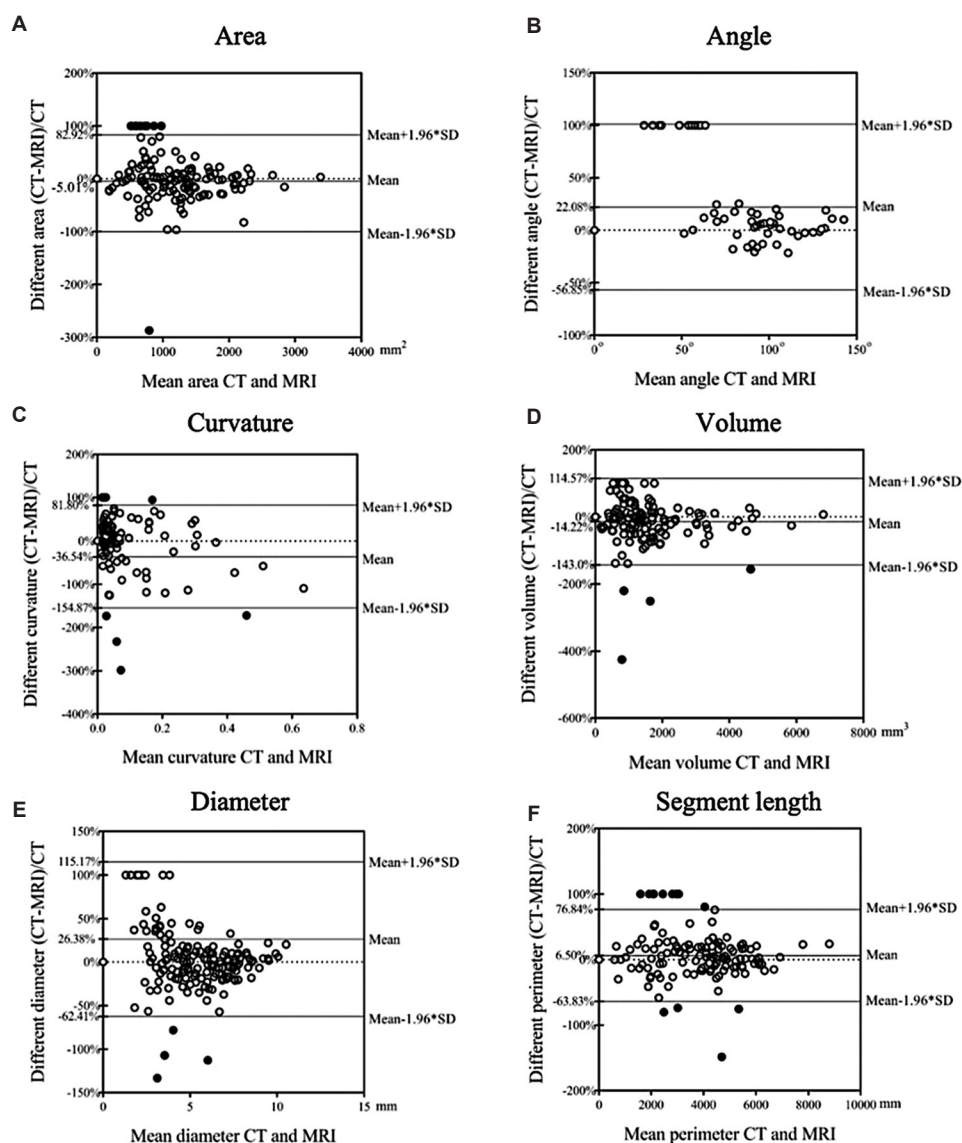 A
Area
Different area (CT-MRI)/CT
200%
100%
82.92%
0%
-5.01%
-100%
-200%
-300%
Mean+1.96*SD
Mean
Mean-1.96*SD
0 1000 2000 3000 4000 mm2
Mean area CT and MRI
B
Angle
Different angle (CT-MRI)/CT
150%
100%
50%
22.08%
0%
-50%
-56.85%
-100%
Mean+1.96*SD
Mean
Mean-1.96*SD
0° 50° 100° 150°
Mean angle CT and MRI
C
Curvature
Different curvature (CT-MRI)/CT
200%
100%
81.80%
0%
-36.54%
-100%
-154.87%
-200%
-300%
-400%
Mean+1.96*SD
Mean
Mean-1.96*SD
0.0 0.2 0.4 0.6 0.8
Mean curvature CT and MRI
D
Volume
Different volume (CT-MRI)/CT
200%
114.57%
0%
-14.22%
-143.0%
-200%
-400%
-600%
Mean+1.96*SD
Mean
Mean-1.96*SD
0 2000 4000 6000 8000 mm3
Mean volume CT and MRI
E
Diameter
Different diameter (CT-MRI)/CT
150%
115.17%
100%
50%
26.38%
0%
-50%
-62.41%
-100%
-150%
Mean+1.96*SD
Mean
Mean-1.96*SD
0 5 10 15 mm
Mean diameter CT and MRI
F
Segment length
Different perimeter (CT-MRI)/CT
200%
100%
76.84%
6.50%
0%
-63.83%
-100%
-200%
Mean+1.96*SD
Mean
Mean-1.96*SD
0 2000 4000 6000 8000 10000 mm
Mean perimeter CT and MRI